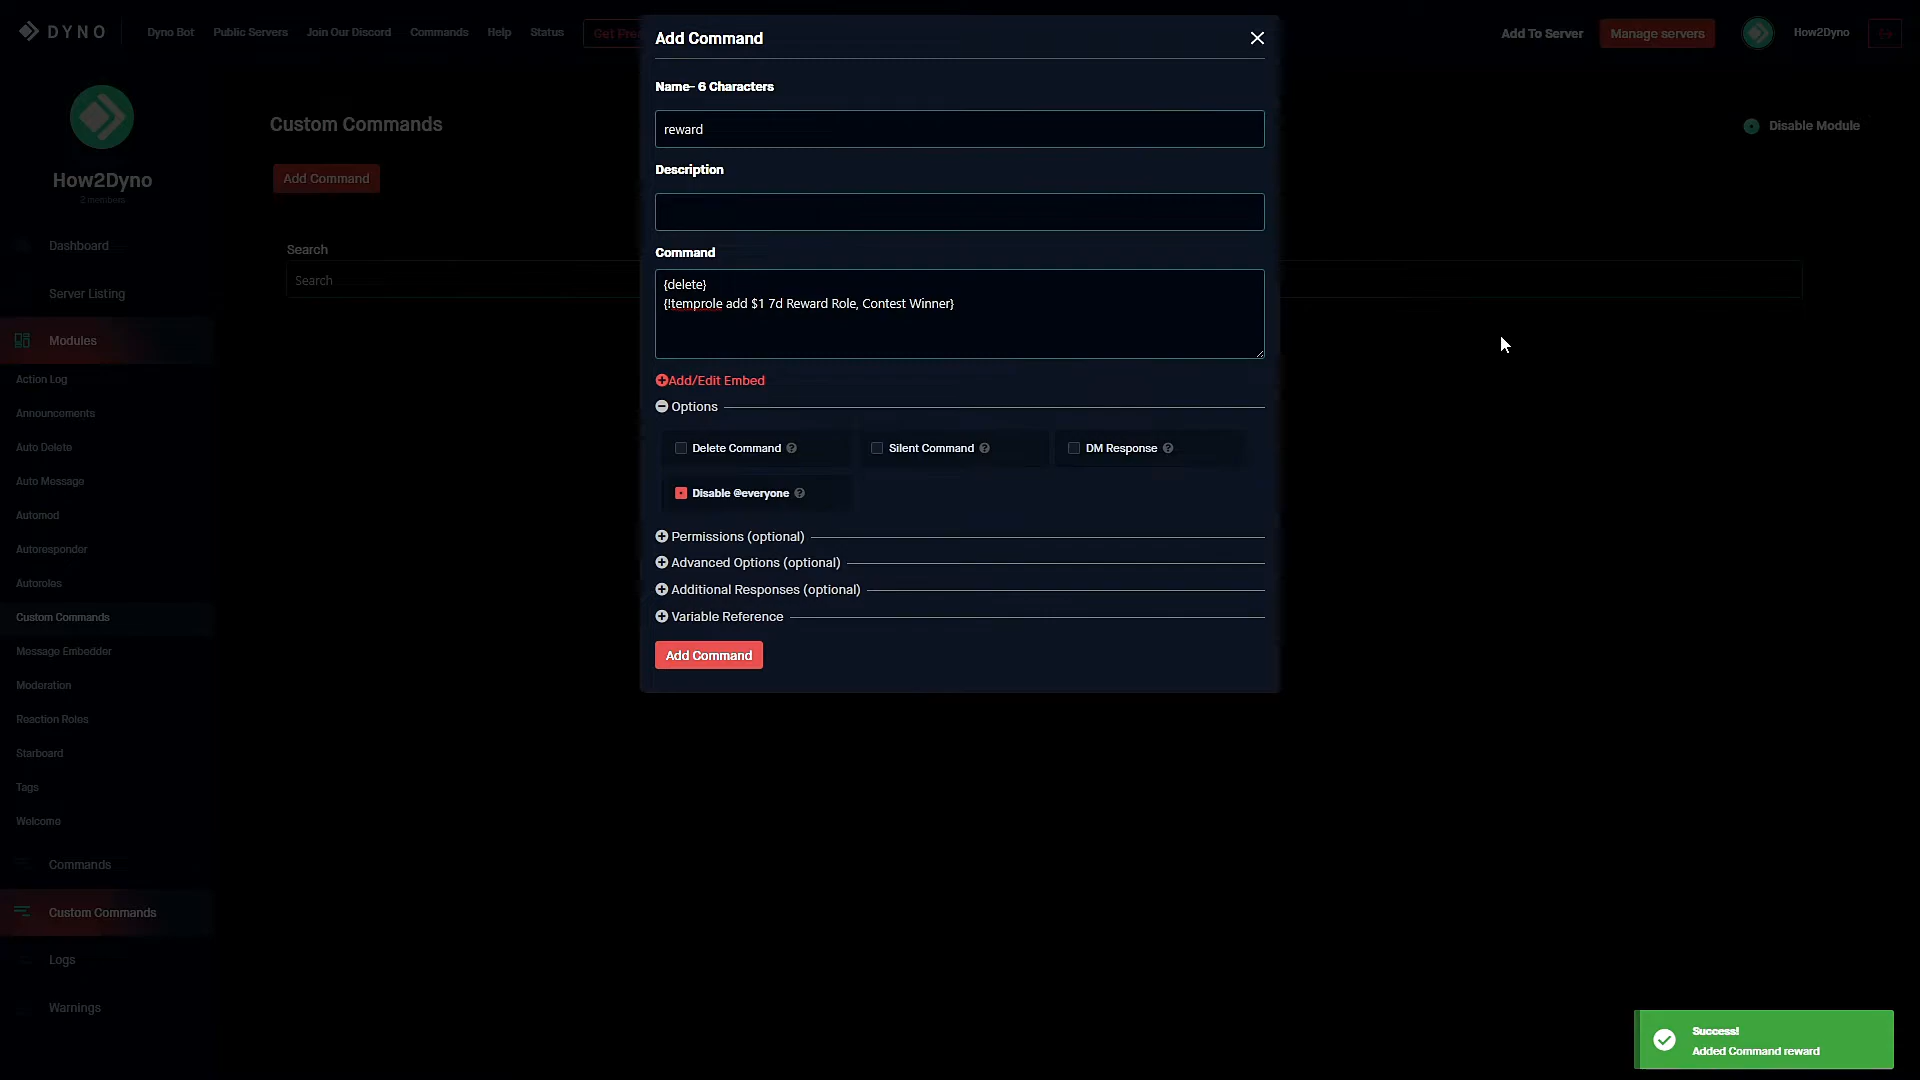 DYNO
Dyno Bot
Public Servers
Join Our Discord
Commands
Help
Status
Get Pre
Add To Server
Manage servers
How2Dyno
How2Dyno
2 members
Dashboard
Server Listing
Modules
Action Log
Announcements
Auto Delete
Auto Message
Automod
Autoresponder
Autoroles
Custom Commands
Message Embedder
Moderation
Reaction Roles
Starboard
Tags
Welcome
Commands
Custom Commands
Logs
Warnings
Custom Commands
Disable Module
Add Command
Search
Search
Add Command
Name- 6 Characters
reward
Description
Command
{delete}
{!temprole add $1 7d Reward Role, Contest Winner}
Add/Edit Embed
Options
Delete Command
Silent Command
DM Response
Disable @everyone
Permissions (optional)
Advanced Options (optional)
Additional Responses (optional)
Variable Reference
Add Command
Success!
Added Command reward